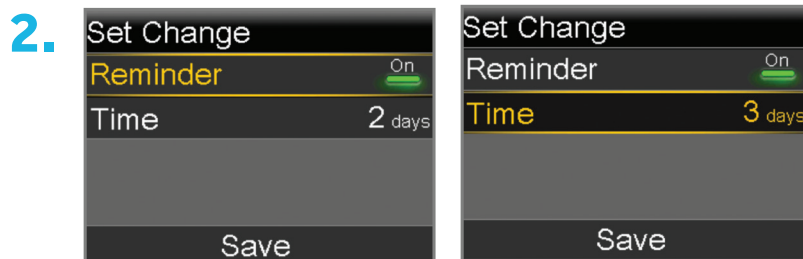 2.
Set Change
Reminder On
Time 2 days
Save
Set Change
Reminder On
Time 3 days
Save